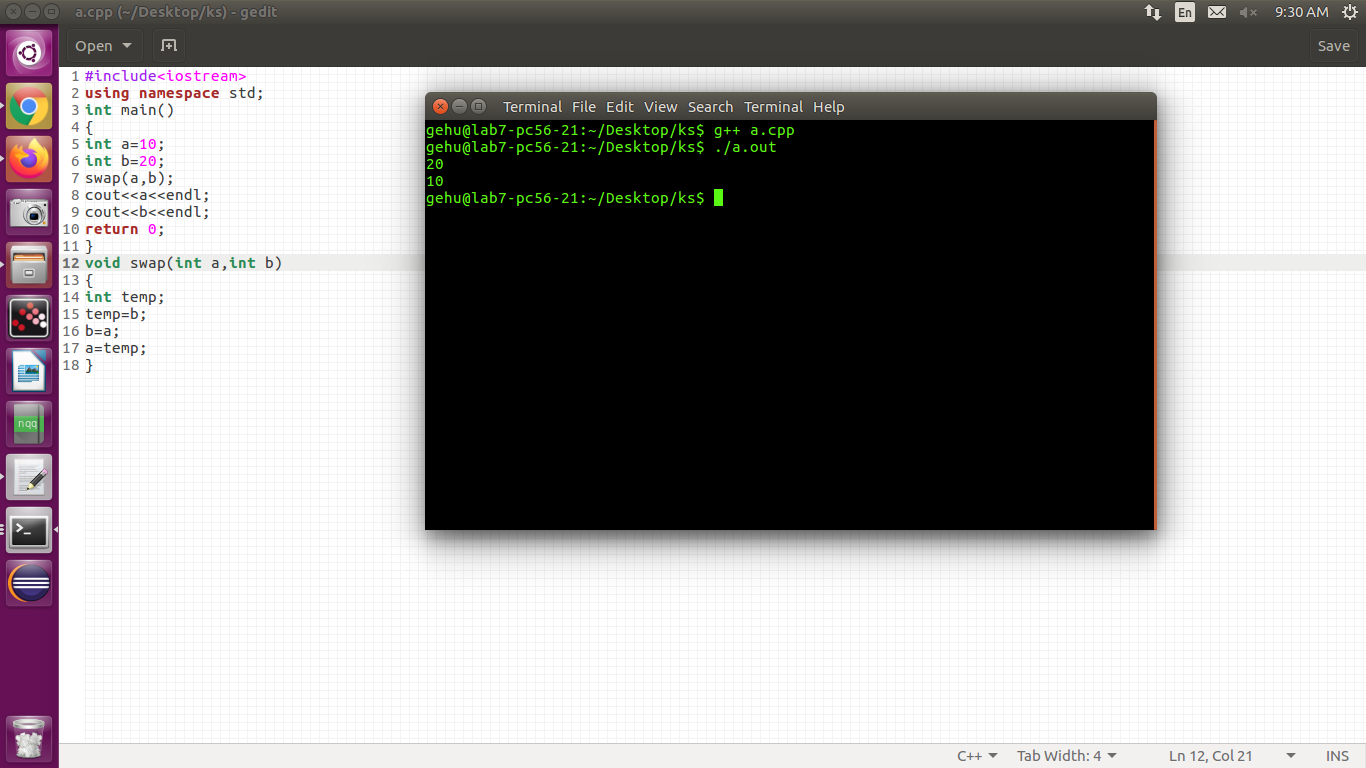 a.cpp (~/Desktop/ks) - gedit
En
9:30 AM
Open
Save
1 #include<iostream>
2 using namespace std;
3 int main()
4 {
5 int a=10;
6 int b=20;
7 swap(a,b);
8 cout<<a<<endl;
9 cout<<b<<endl;
10 return 0;
11 }
12 void swap(int a,int b)
13 {
14 int temp;
15 temp=b;
16 b=a;
17 a=temp;
18 }
Terminal File Edit View Search Terminal Help
gehu@lab7-pc56-21:~/Desktop/ks$ g++ a.cpp
gehu@lab7-pc56-21:~/Desktop/ks$ ./a.out
20
10
gehu@lab7-pc56-21:~/Desktop/ks$
nqq
>_
C++ Tab Width: 4 Ln 12, Col 21 INS